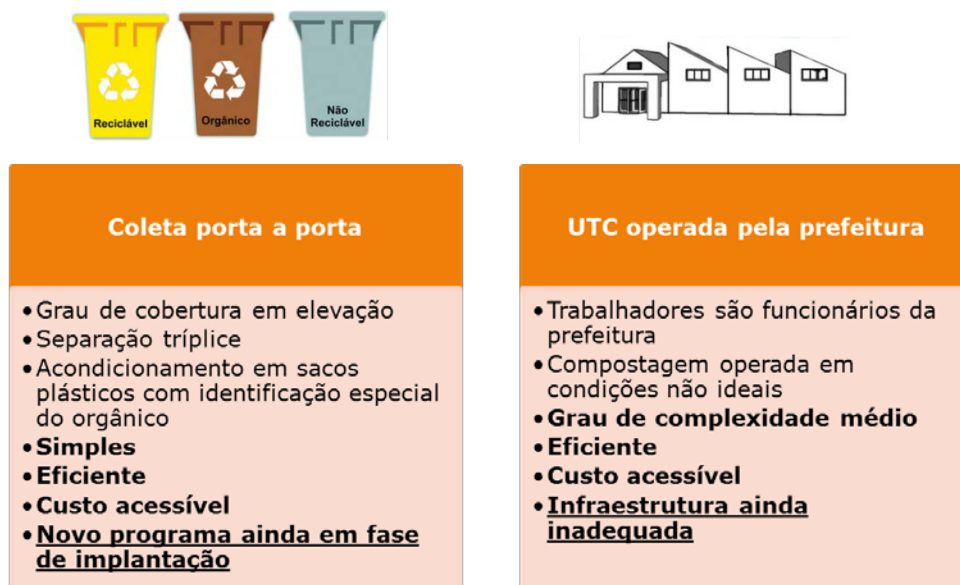 Reciclável
Orgânico
Não
Reciclável
Coleta porta a porta
• Grau de cobertura em elevação
• Separação tríplice
• Acondicionamento em sacos
plásticos com identificação especial
do orgânico
• Simples
• Eficiente
• Custo acessível
• Novo programa ainda em fase
de implantação
UTC operada pela prefeitura
• Trabalhadores são funcionários da
prefeitura
• Compostagem operada em
condições não ideais
• Grau de complexidade médio
• Eficiente
• Custo acessível
• Infraestrutura ainda
inadequada